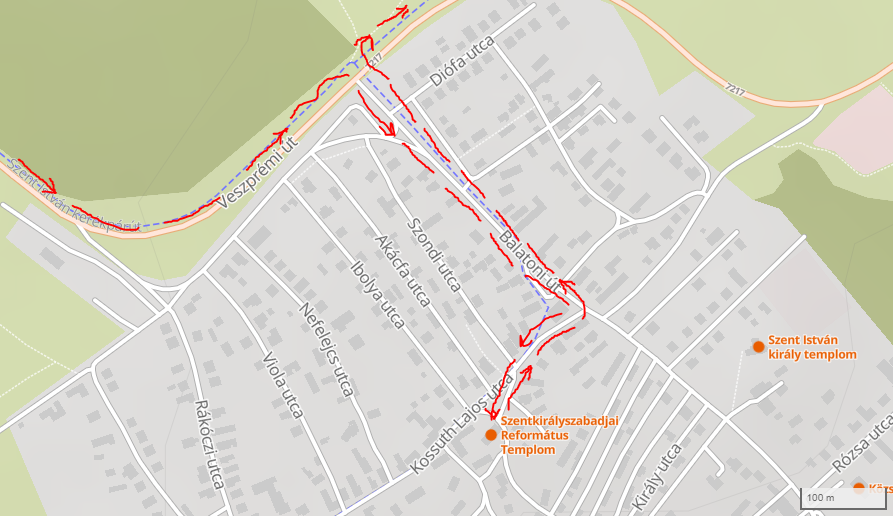 7217
Diófa utca
7217
Szent István kerékpárút
Veszprémi út
Szondi utca
Balatoni út
Akácfa utca
Ibolya utca
Nefelejcs utca
Viola utca
Rákóczi utca
Szent István
király templom
Kossuth Lajos utca
Szentkirályszabadjai
Református
Templom
Király utca
Rózsa utca
Közs
100 m